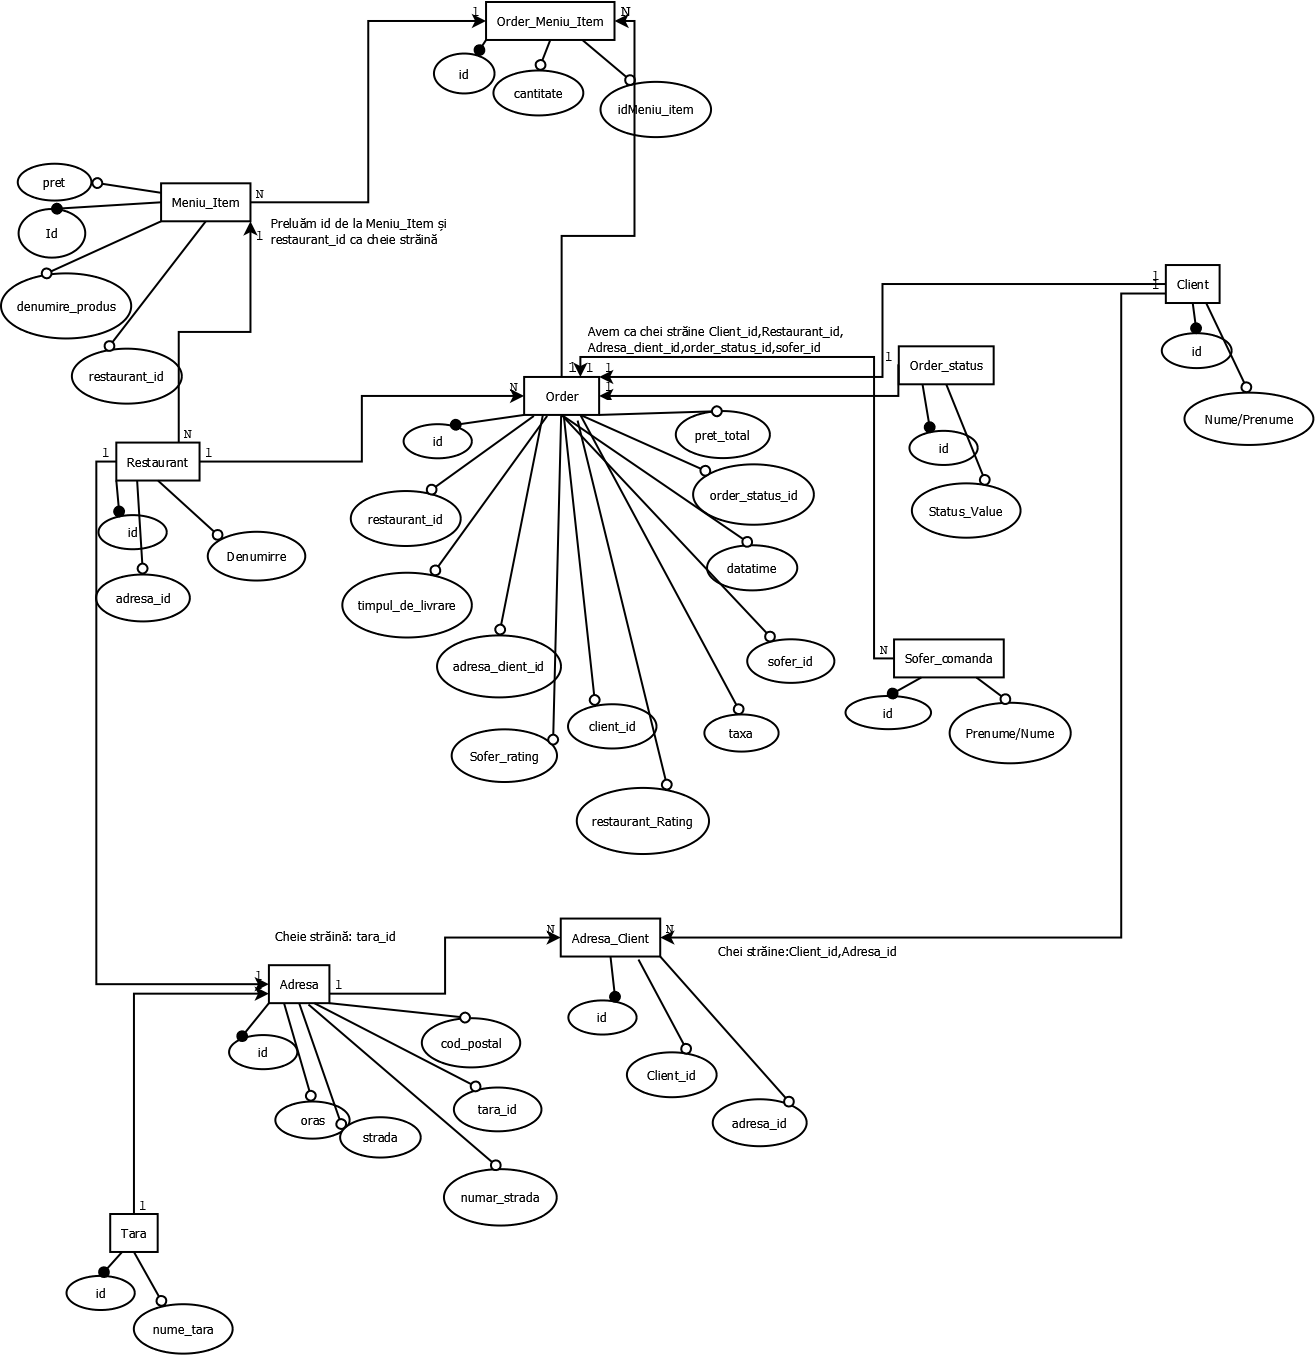 1
N
Order_Meniu_Item
id
cantitate
idMeniu_item
pret
Meniu_Item
N
Id
Preluăm id de la Meniu_Item și
restaurant_id ca cheie străină
1
denumire_produs
restaurant_id
Client
1
1
id
Nume/Prenume
Avem ca chei străine Client_id,Restaurant_id,
Adresa_client_id,order_status_id,sofer_id
1
Order_status
id
Status_Value
1
1
1
1
N
Order
id
pret_total
order_status_id
restaurant_id
datatime
timpul_de_livrare
adresa_client_id
sofer_id
client_id
taxa
Sofer_rating
restaurant_Rating
N
1
Restaurant
1
id
Denumirre
adresa_id
N
Sofer_comanda
id
Prenume/Nume
Cheie străină: tara_id
N
Adresa_Client
N
Chei străine:Client_id,Adresa_id
id
Client_id
adresa_id
1
1
Adresa
1
id
cod_postal
oras
strada
tara_id
numar_strada
1
Tara
id
nume_tara